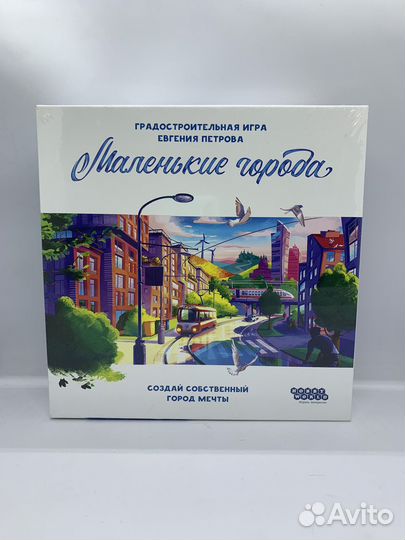 ГРАДОСТРОИТЕЛЬНАЯ ИГРА
ЕВГЕНИЯ ПЕТРОВА
Маленькие города
СОЗДАЙ СОБСТВЕННЫЙ
ГОРОД МЕЧТЫ
HOBBY
WORLD
Avito